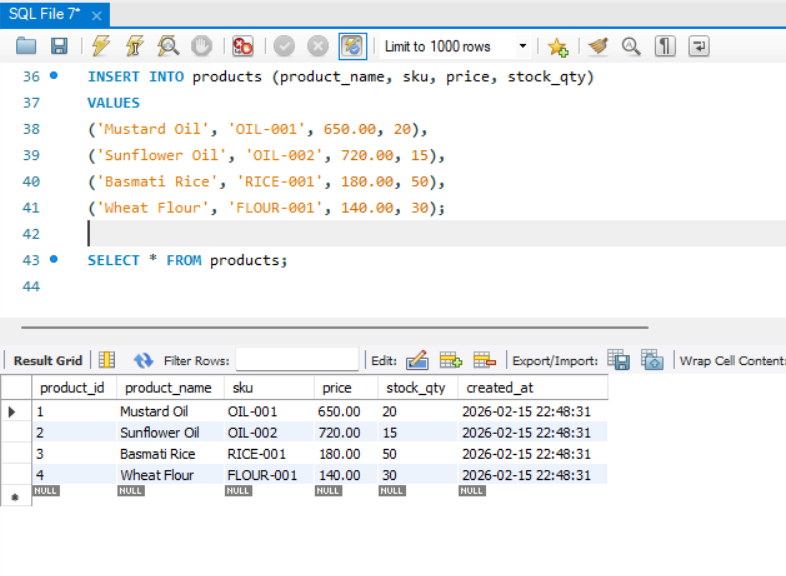 SQL File 7*
Limit to 1000 rows
36 INSERT INTO products (product_name, sku, price, stock_qty)
37 VALUES
38 ('Mustard Oil', 'OIL-001', 650.00, 20),
39 ('Sunflower Oil', 'OIL-002', 720.00, 15),
40 ('Basmati Rice', 'RICE-001', 180.00, 50),
41 ('Wheat Flour', 'FLOUR-001', 140.00, 30);
42
43 SELECT * FROM products;
44
Result Grid Filter Rows: Edit: Export/Import: Wrap Cell Content:
product_id product_name sku price stock_qty created_at
1 Mustard Oil OIL-001 650.00 20 2026-02-15 22:48:31
2 Sunflower Oil OIL-002 720.00 15 2026-02-15 22:48:31
3 Basmati Rice RICE-001 180.00 50 2026-02-15 22:48:31
4 Wheat Flour FLOUR-001 140.00 30 2026-02-15 22:48:31
NULL NULL NULL NULL NULL NULL